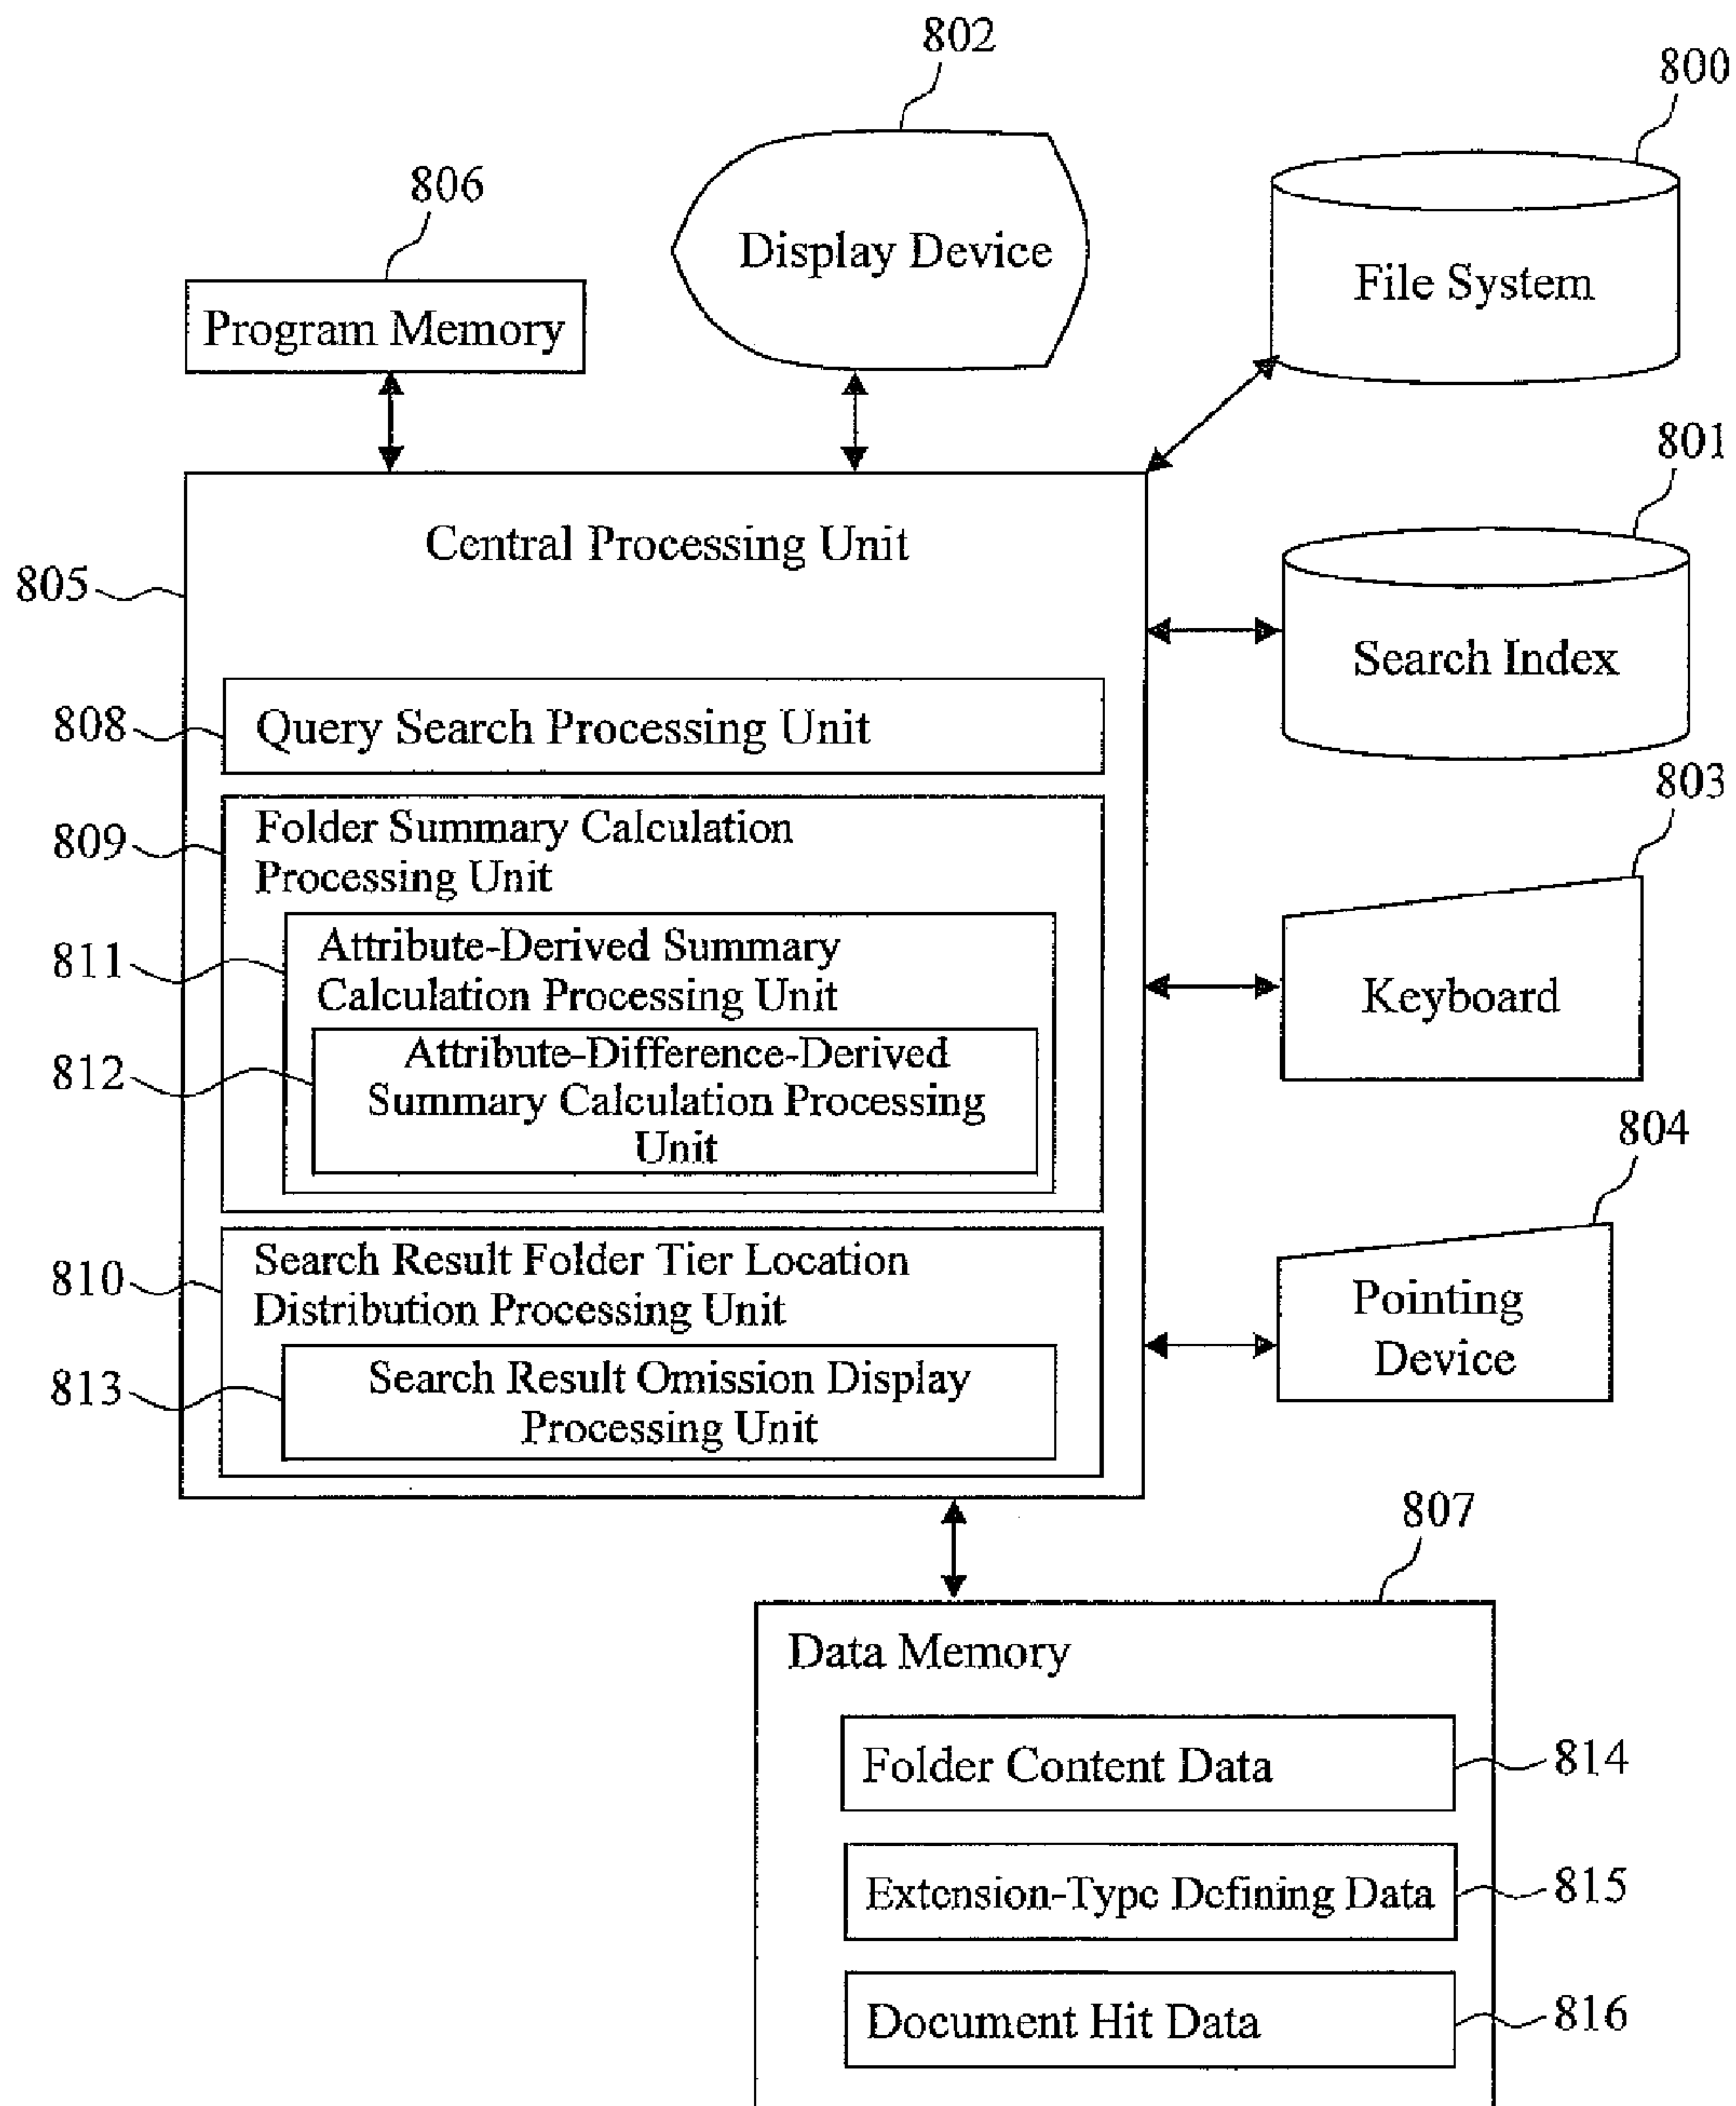 802
800
806
Display Device
File System
Program Memory
801
Central Processing Unit
805
Search Index
808
Query Search Processing Unit
803
809
Folder Summary Calculation
Processing Unit
811
Attribute-Derived Summary
Calculation Processing Unit
Keyboard
812
Attribute-Difference-Derived
Summary Calculation Processing
Unit
804
810
Search Result Folder Tier Location
Distribution Processing Unit
Pointing
Device
813
Search Result Omission Display
Processing Unit
807
Data Memory
Folder Content Data
814
Extension-Type Defining Data
815
Document Hit Data
816